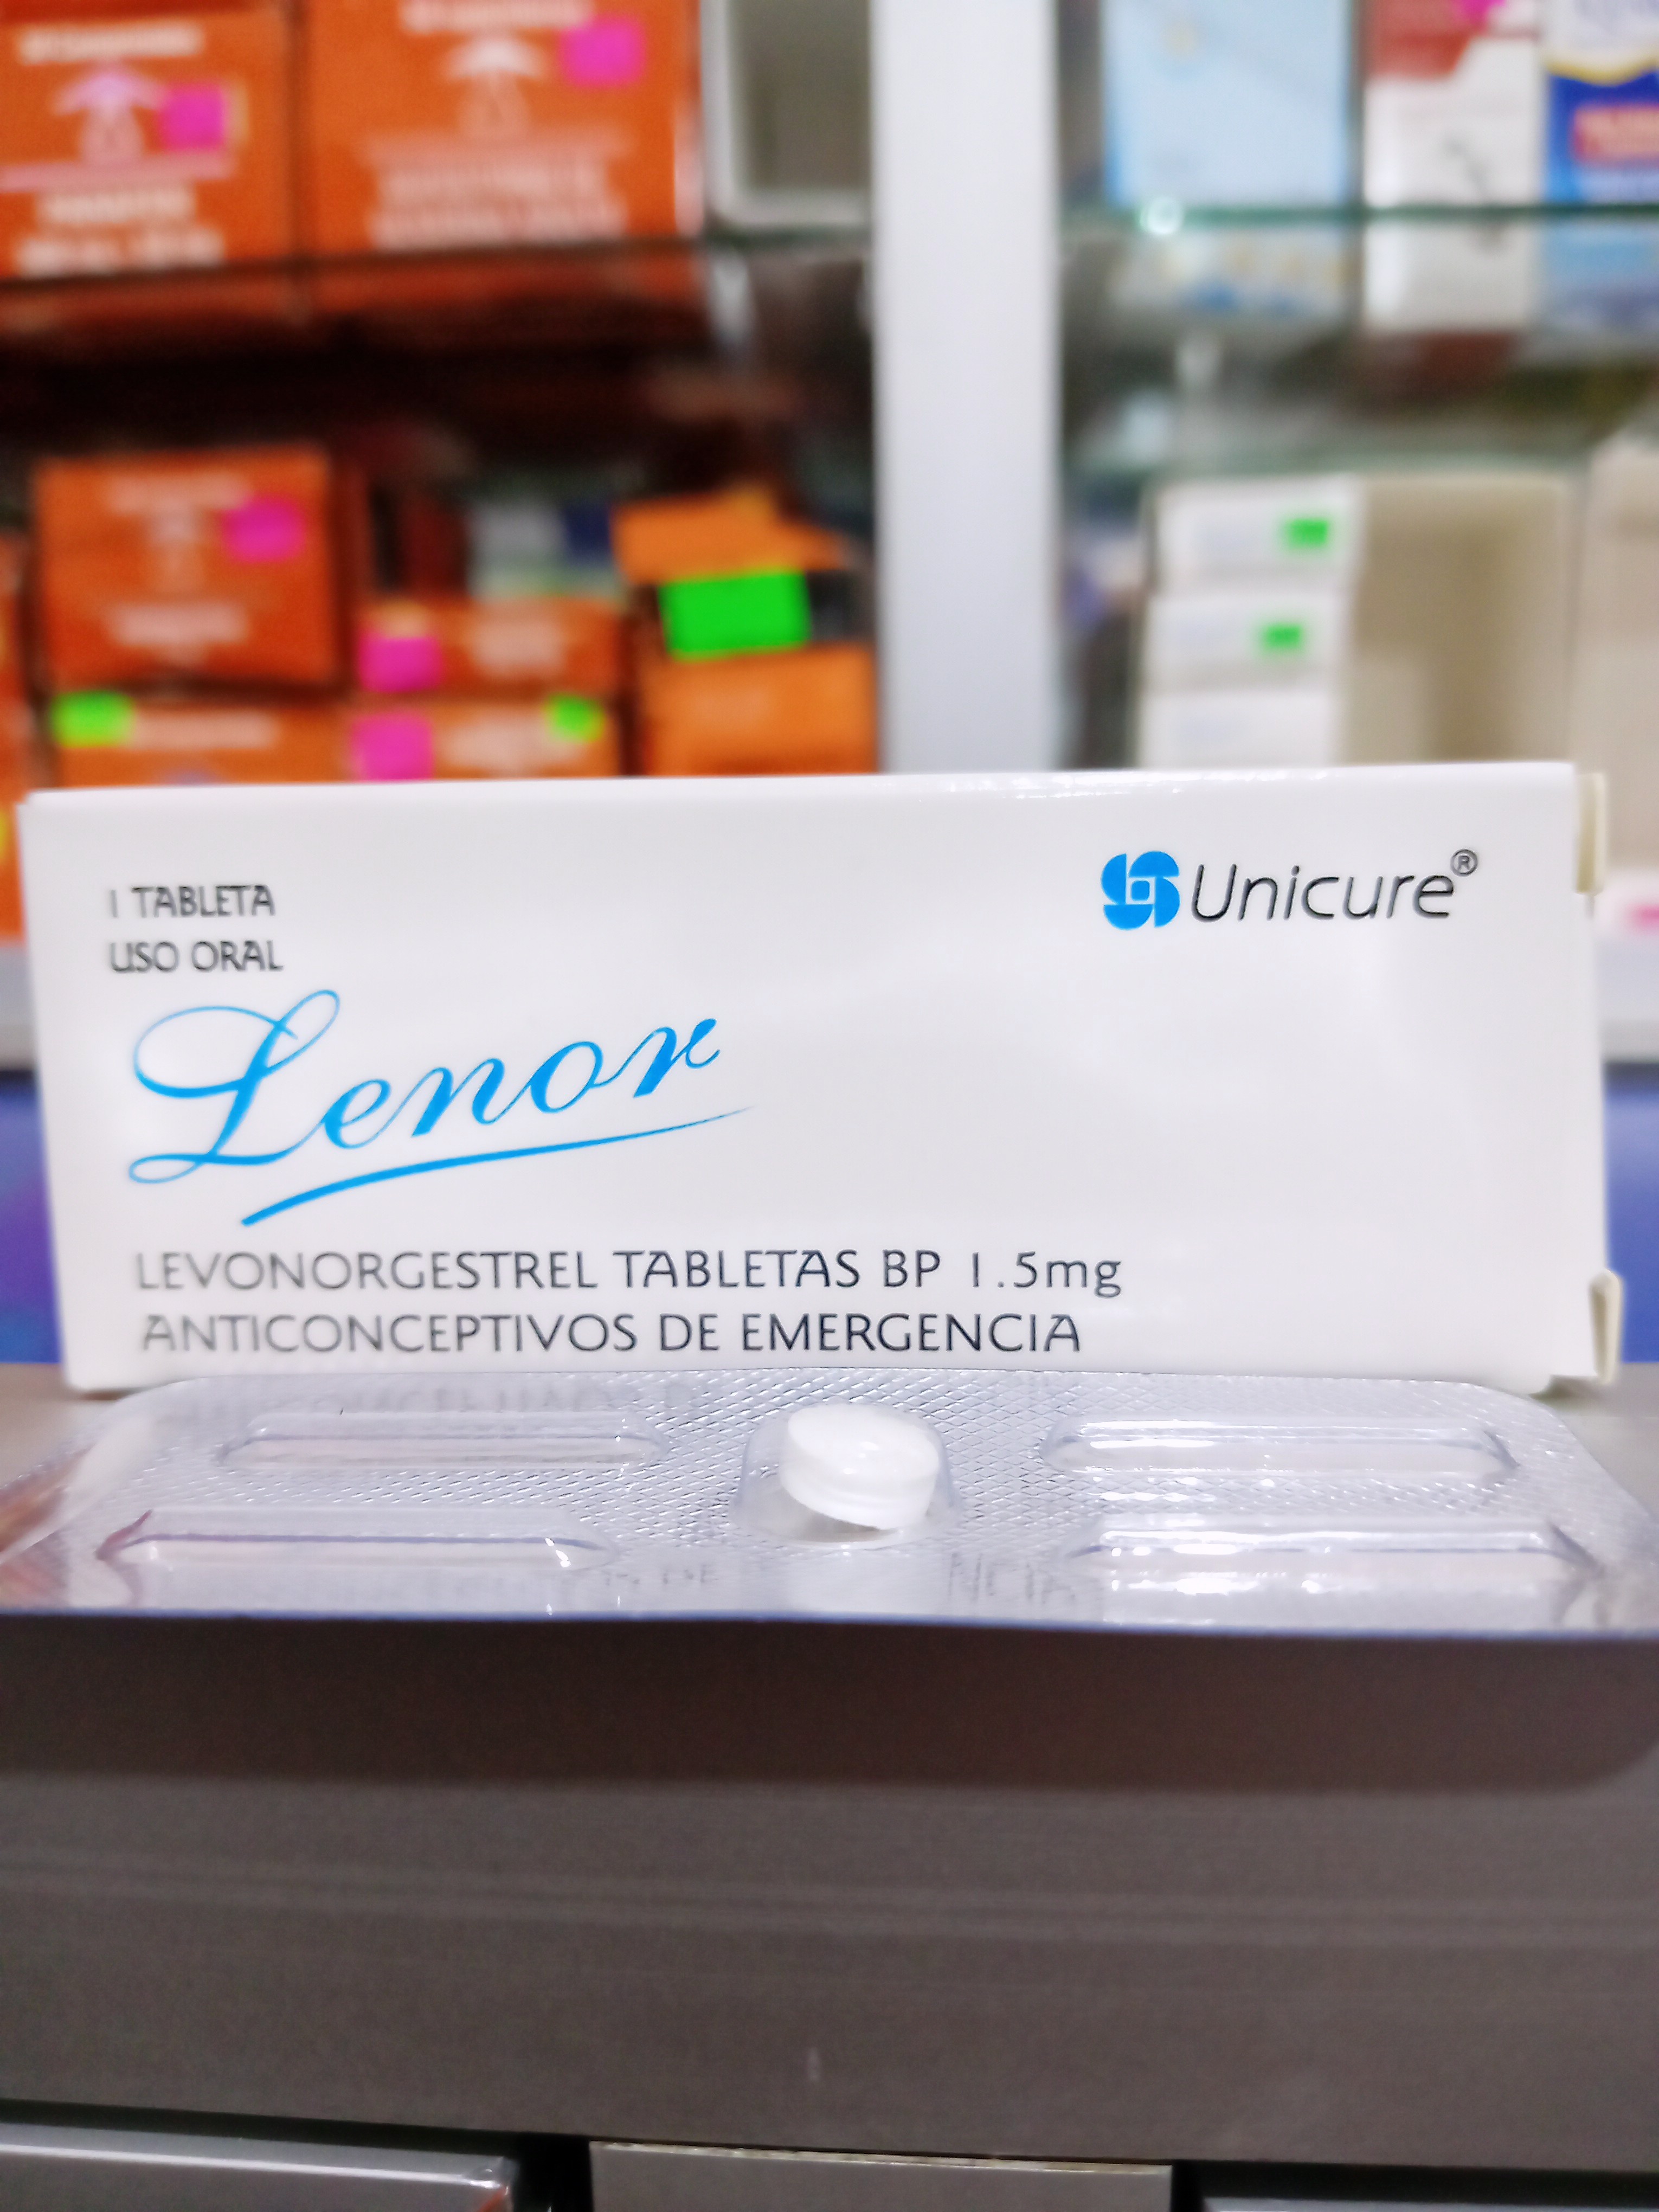 1 TABLETA
USO ORAL
Unicure®
Lenor
LEVONORGESTREL TABLETAS BP 1.5mg
ANTICONCEPTIVOS DE EMERGENCIA